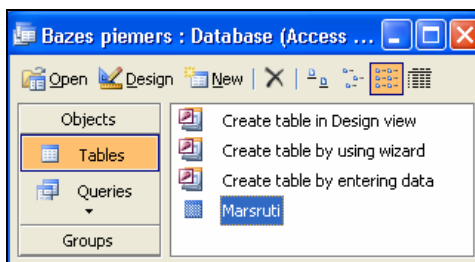 Bazes piemers : Database (Access ...
Open Design New
Objects
Tables
Queries
Groups
Create table in Design view
Create table by using wizard
Create table by entering data
Marsruti